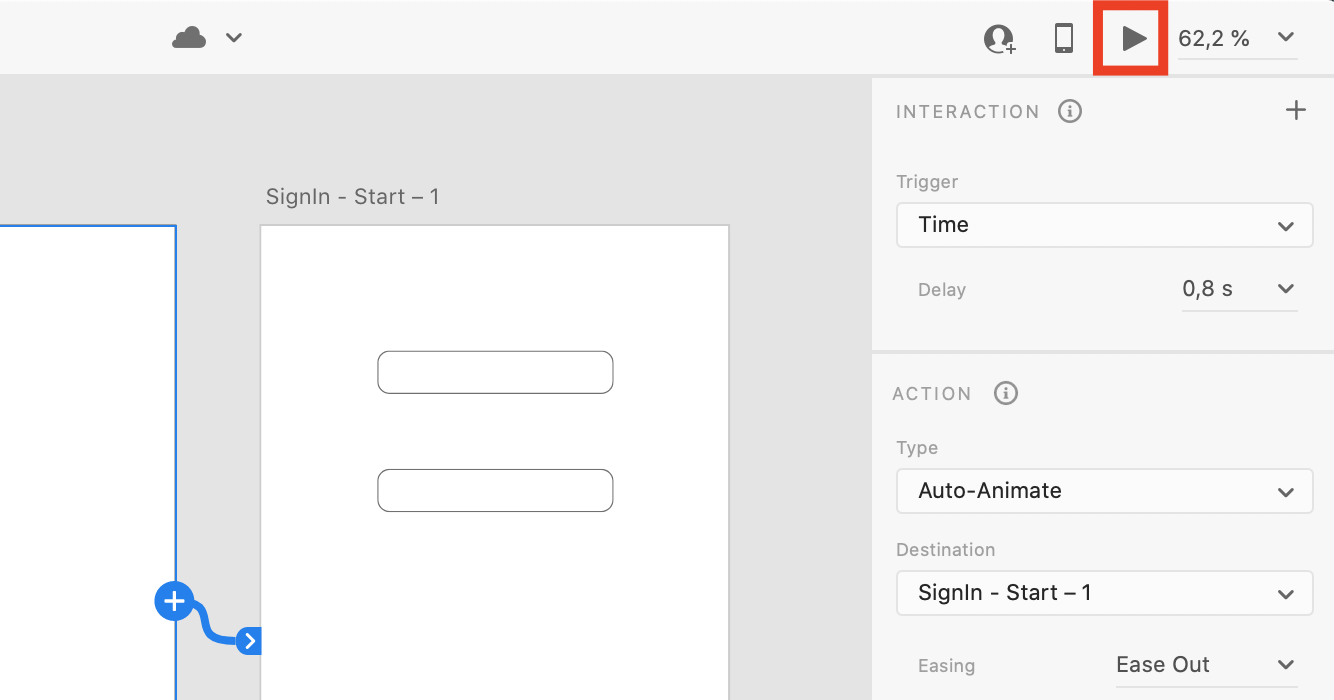 62,2 %
INTERACTION
Trigger
Time
Delay
0,8 s
SignIn - Start – 1
ACTION
Type
Auto-Animate
Destination
SignIn - Start – 1
Easing
Ease Out